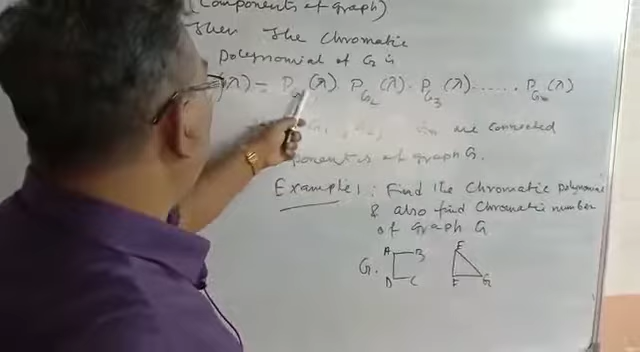 (Components of graph)
Then The Chromatic
polynomial of G is
(λ) = P (λ). P_G2 (λ). P_G3 (λ) ...... P_Gn (λ)
are connected
ponents of graph G.
Example 1 : Find the Chromatic polynomial
& also find Chromatic number
of graph G.
G.
A B
D C
E
F G